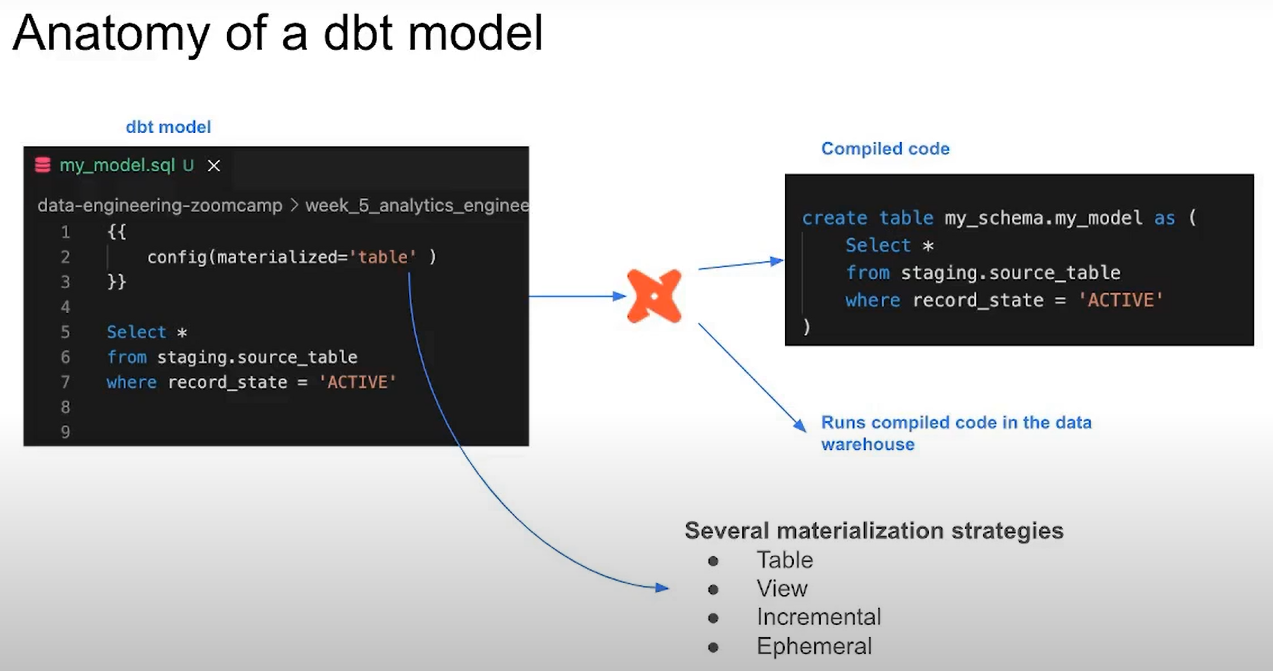 Anatomy of a dbt model
dbt model
my_model.sql U ×
data-engineering-zoomcamp > week_5_analytics_enginee
1 {{
2 config(materialized='table' )
3 }}
4
5 Select *
6 from staging.source_table
7 where record_state = 'ACTIVE'
8
9
Compiled code
create table my_schema.my_model as (
Select *
from staging.source_table
where record_state = 'ACTIVE'
)
Runs compiled code in the data
warehouse
Several materialization strategies
● Table
● View
● Incremental
● Ephemeral